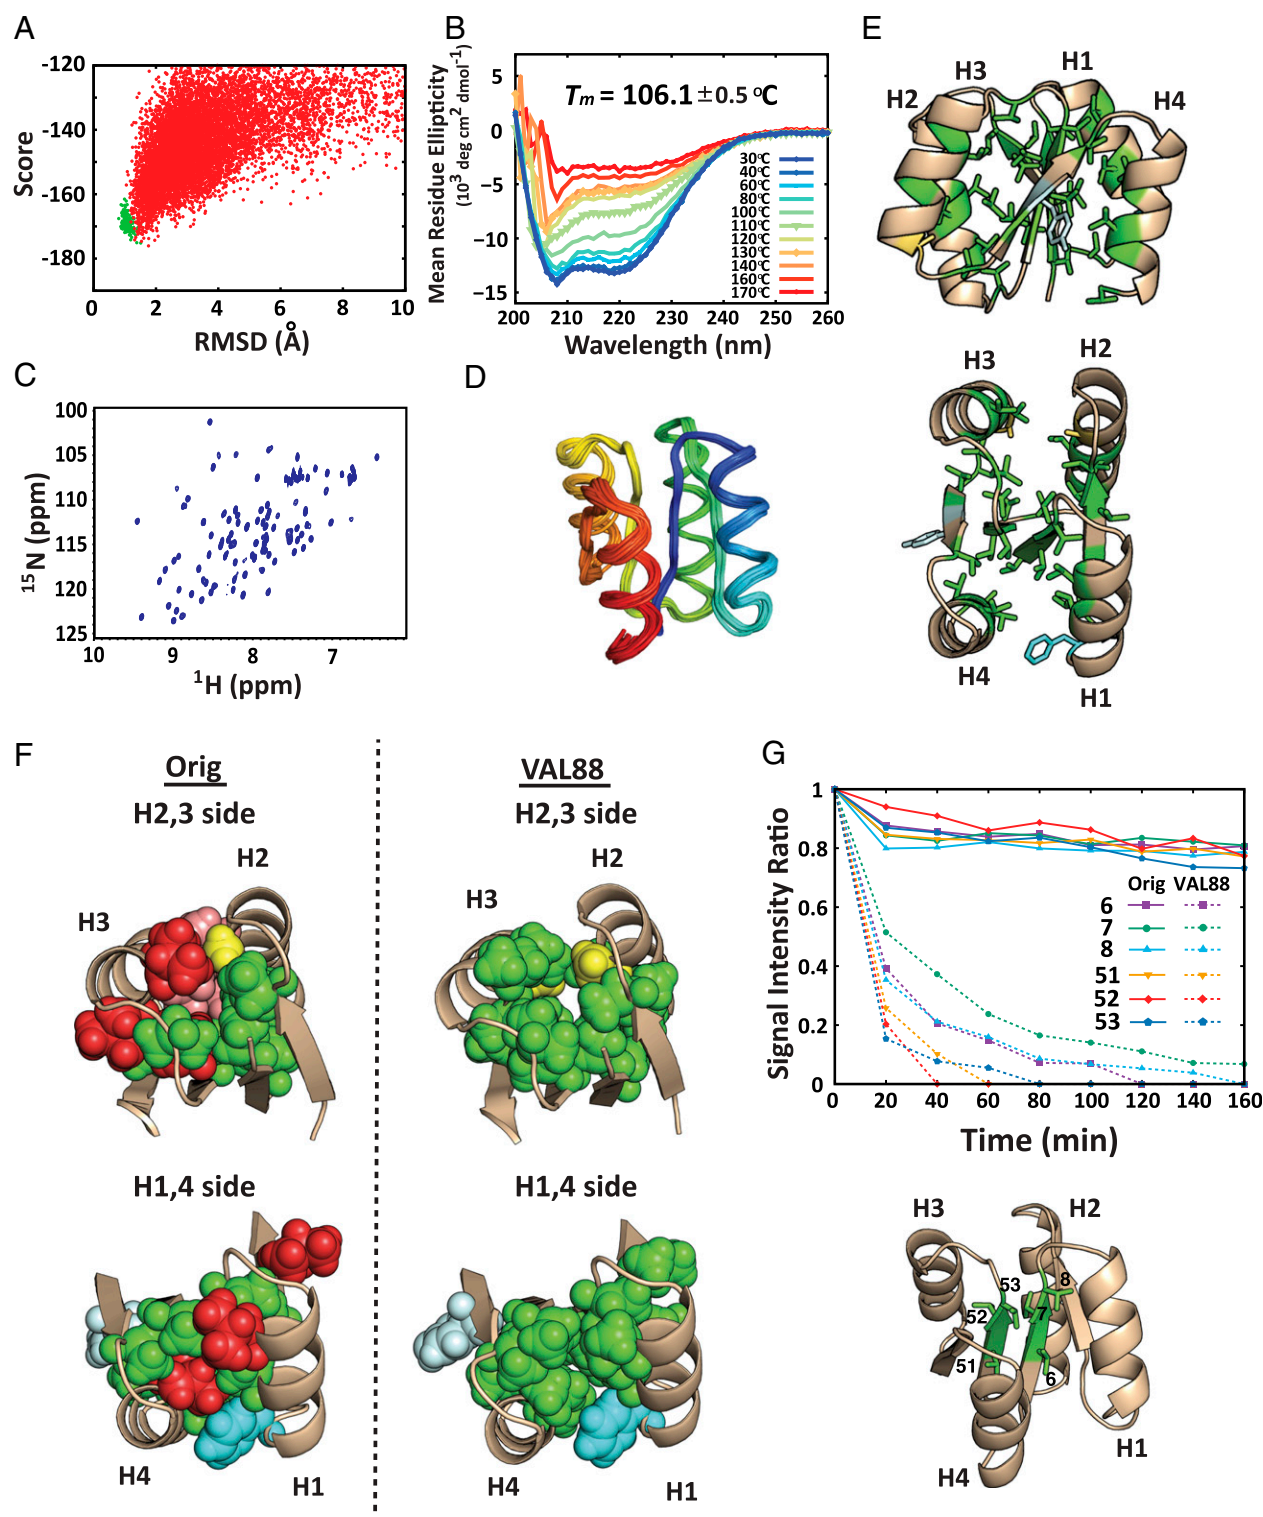 A
Score
-120
-140
-160
-180
0
2
4
6
8
10
RMSD (Å)
B
Mean Residue Ellipticity
(10³ deg cm² dmol⁻¹)
5
0
−5
−10
−15
Tm = 106.1 ±0.5 °C
30°C
40°C
60°C
80°C
100°C
110°C
120°C
130°C
140°C
160°C
170°C
200
210
220
230
240
250
260
Wavelength (nm)
C
¹⁵N (ppm)
100
105
110
115
120
125
10
9
8
7
¹H (ppm)
D
E
H1
H3
H2
H4
H3
H2
H4
H1
F
Orig
H2,3 side
H2
H3
H1,4 side
H4
H1
VAL88
H2,3 side
H2
H3
H1,4 side
H4
H1
G
Signal Intensity Ratio
1
0.8
0.6
0.4
0.2
0
Orig VAL88
6
7
8
51
52
53
0
20
40
60
80
100
120
140
160
Time (min)
H3
H2
53
8
52
7
51
6
H1
H4